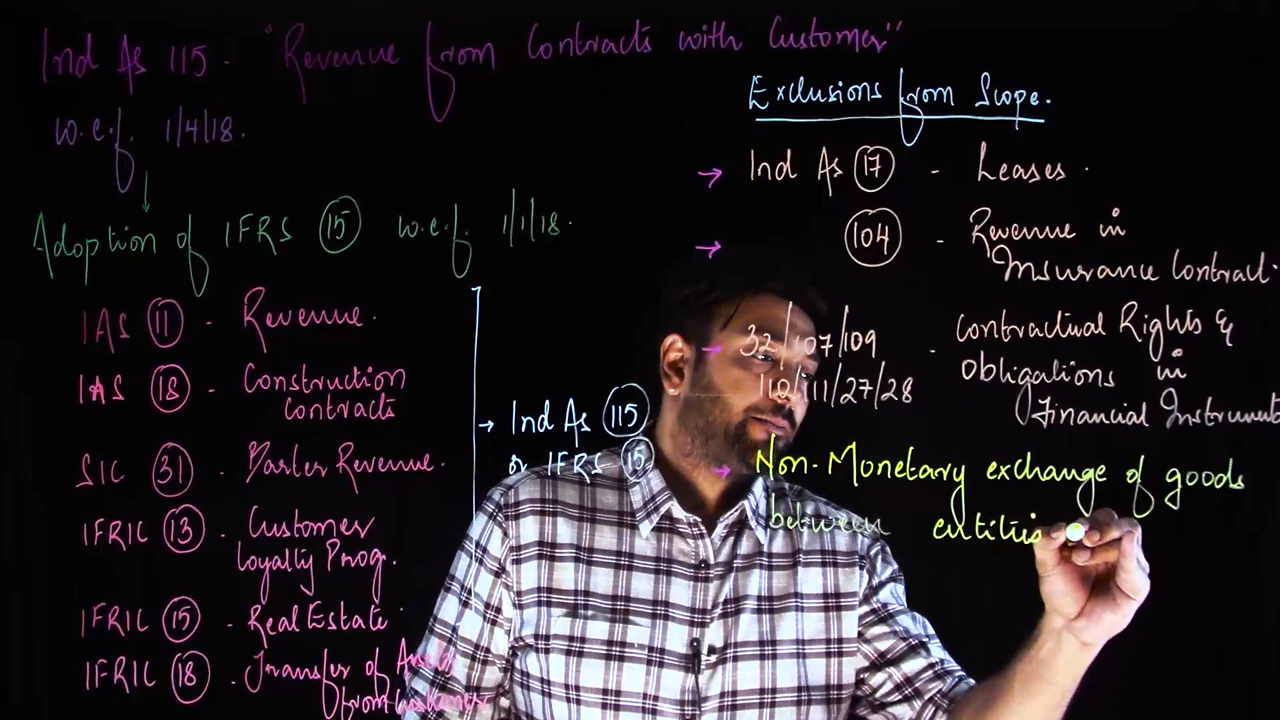 Ind As 115 - "Revenue from Contracts with Customer"
w.e.f. 1/4/18.
Adoption of IFRS 15 w.e.f. 1/1/18.
IAS 11 - Revenue.
IAS 18 - Construction
contracts
SIC 31 - Barter Revenue.
IFRIC 13 - Customer
Loyalty Prog.
IFRIC 15 - Real Estate
IFRIC 18 - Transfer of Assets
from Customer
→ Ind As 115
or IFRS 15
Exclusions from Scope.
→ Ind As 17 - Leases.
→ 104 - Revenue in
Insurance Contract.
→ 32/107/109
110/111/27/28
- Contractual Rights &
Obligations in
Financial Instrument
→ Non-Monetary exchange of goods
between entities